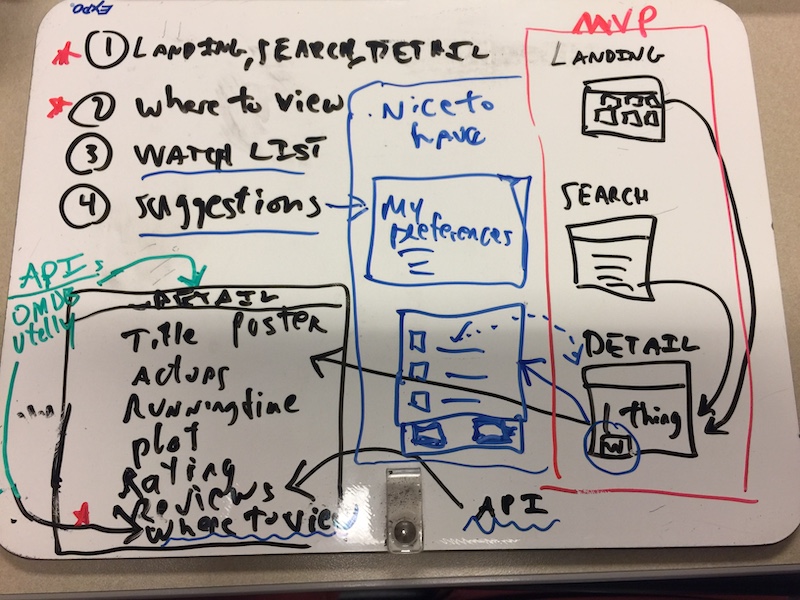 EXPO
① LANDING, SEARCH, DETAIL
② Where to view
③ WATCH LIST
④ suggestions
Nice to
have
My
preferences
MVP
LANDING
SEARCH
DETAIL
1 thing
W
APIs
OMDB
utelly
DETAIL
Title poster
Actors
Runningtime
plot
Rating
Reviews
Where to view
API